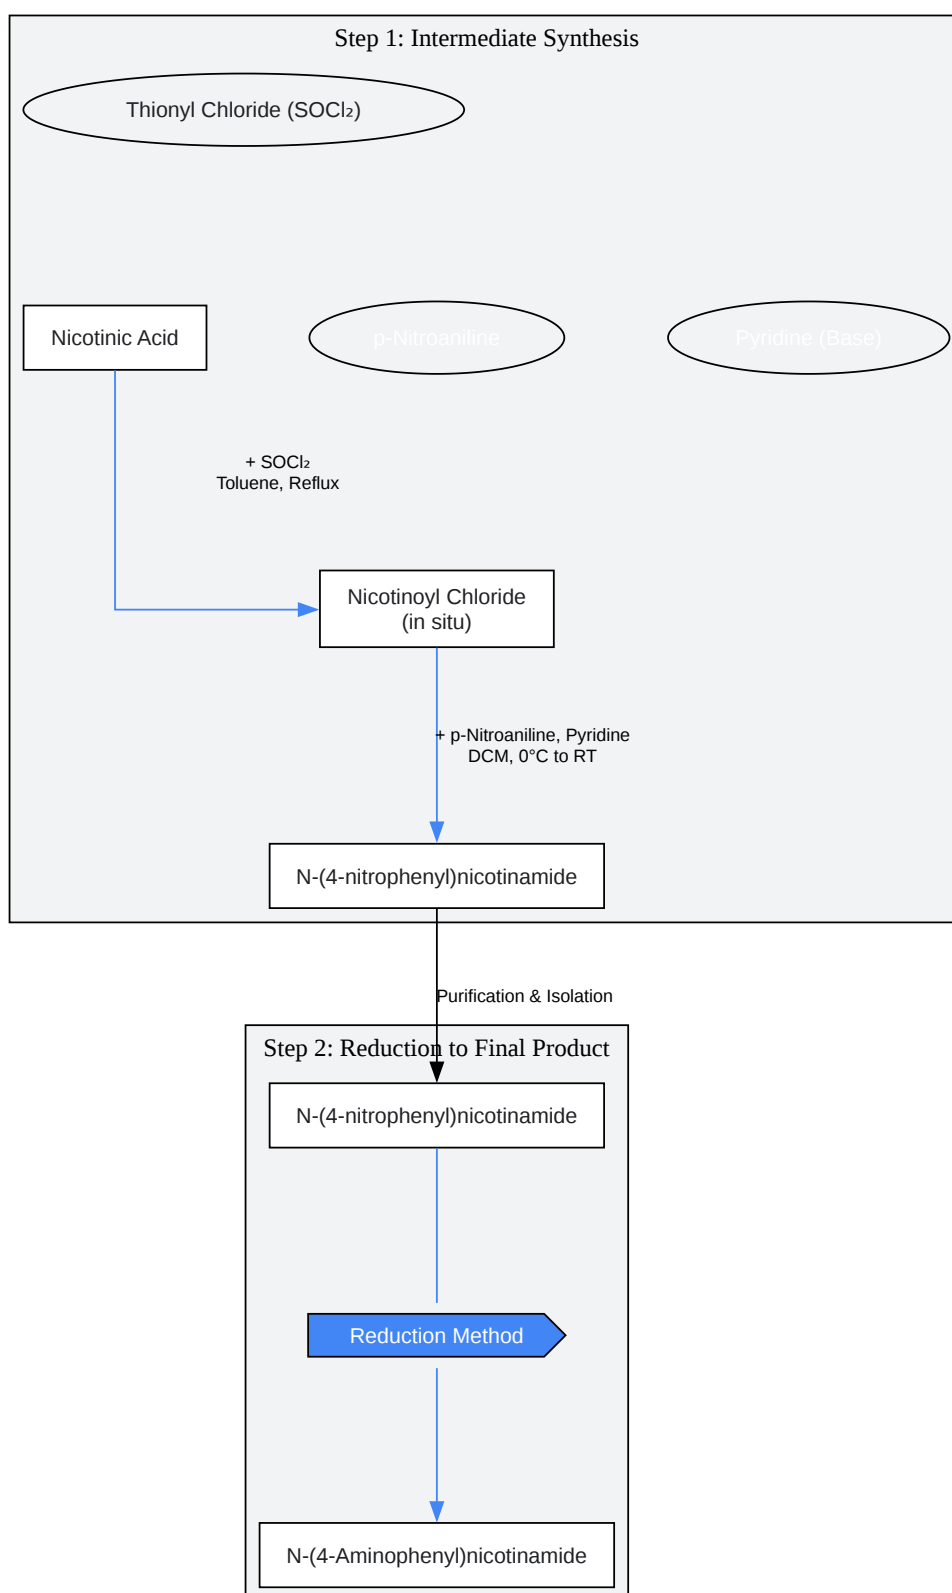 Step 1: Intermediate Synthesis
Thionyl Chloride (SOCl₂)
Nicotinic Acid
p-Nitroaniline
Pyridine (Base)
+ SOCl₂
Toluene, Reflux
Nicotinoyl Chloride
(in situ)
+ p-Nitroaniline, Pyridine
DCM, 0°C to RT
N-(4-nitrophenyl)nicotinamide
Purification & Isolation
Step 2: Reduction to Final Product
N-(4-nitrophenyl)nicotinamide
Reduction Method
N-(4-Aminophenyl)nicotinamide